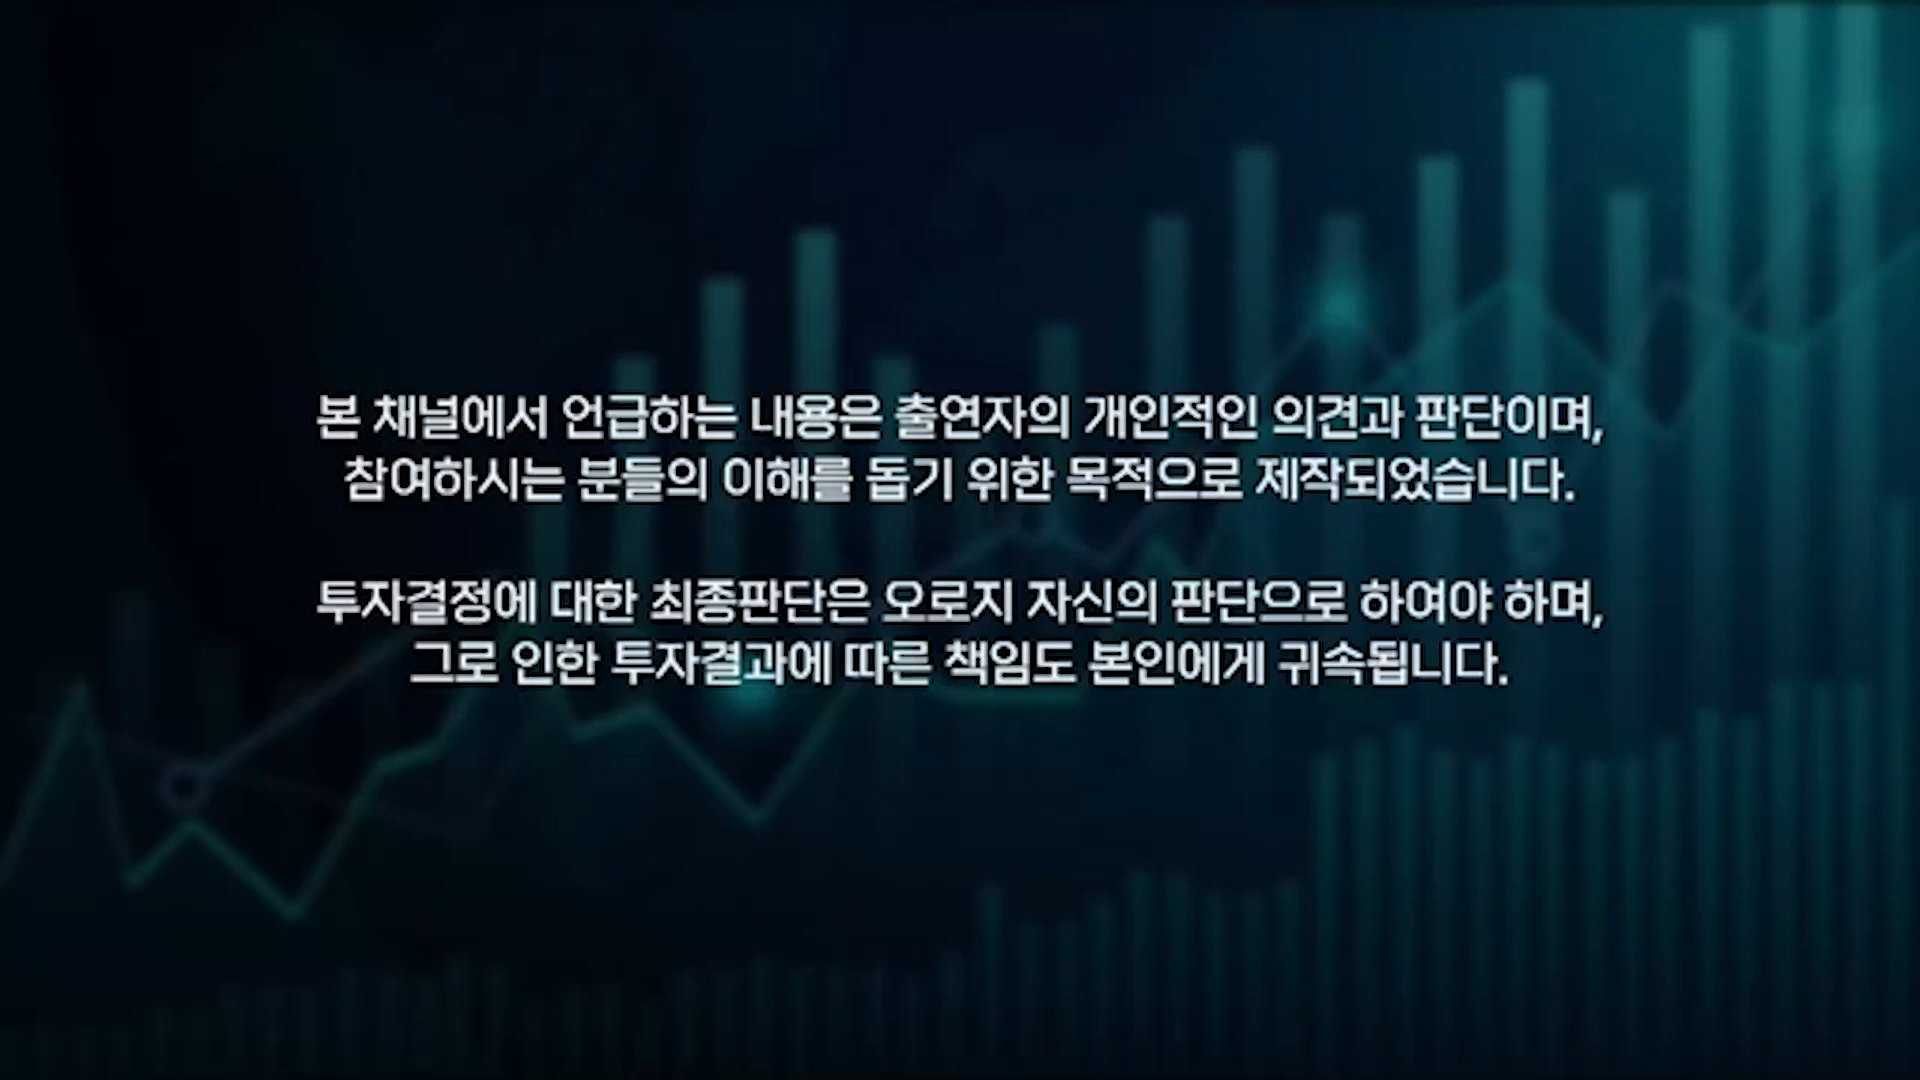 본 채널에서 언급하는 내용은 출연자의 개인적인 의견과 판단이며,
참여하시는 분들의 이해를 돕기 위한 목적으로 제작되었습니다.
투자결정에 대한 최종판단은 오로지 자신의 판단으로 하여야 하며,
그로 인한 투자결과에 따른 책임도 본인에게 귀속됩니다.